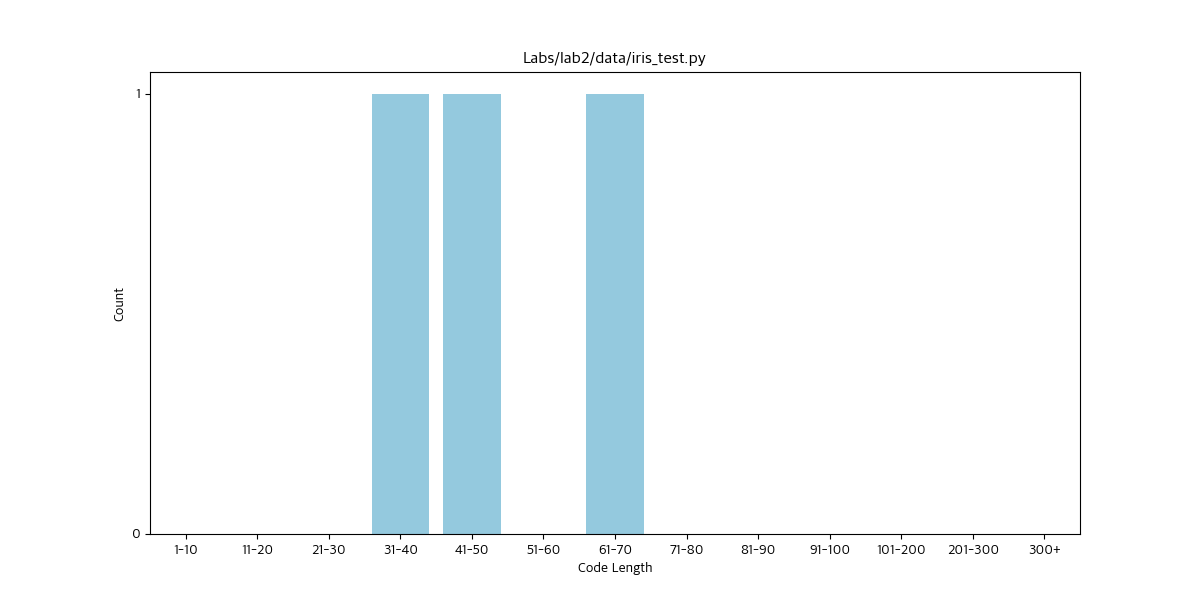 Labs/lab2/data/iris_test.py
1
Count
0
1-10 11-20 21-30 31-40 41-50 51-60 61-70 71-80 81-90 91-100 101-200 201-300 300+
Code Length